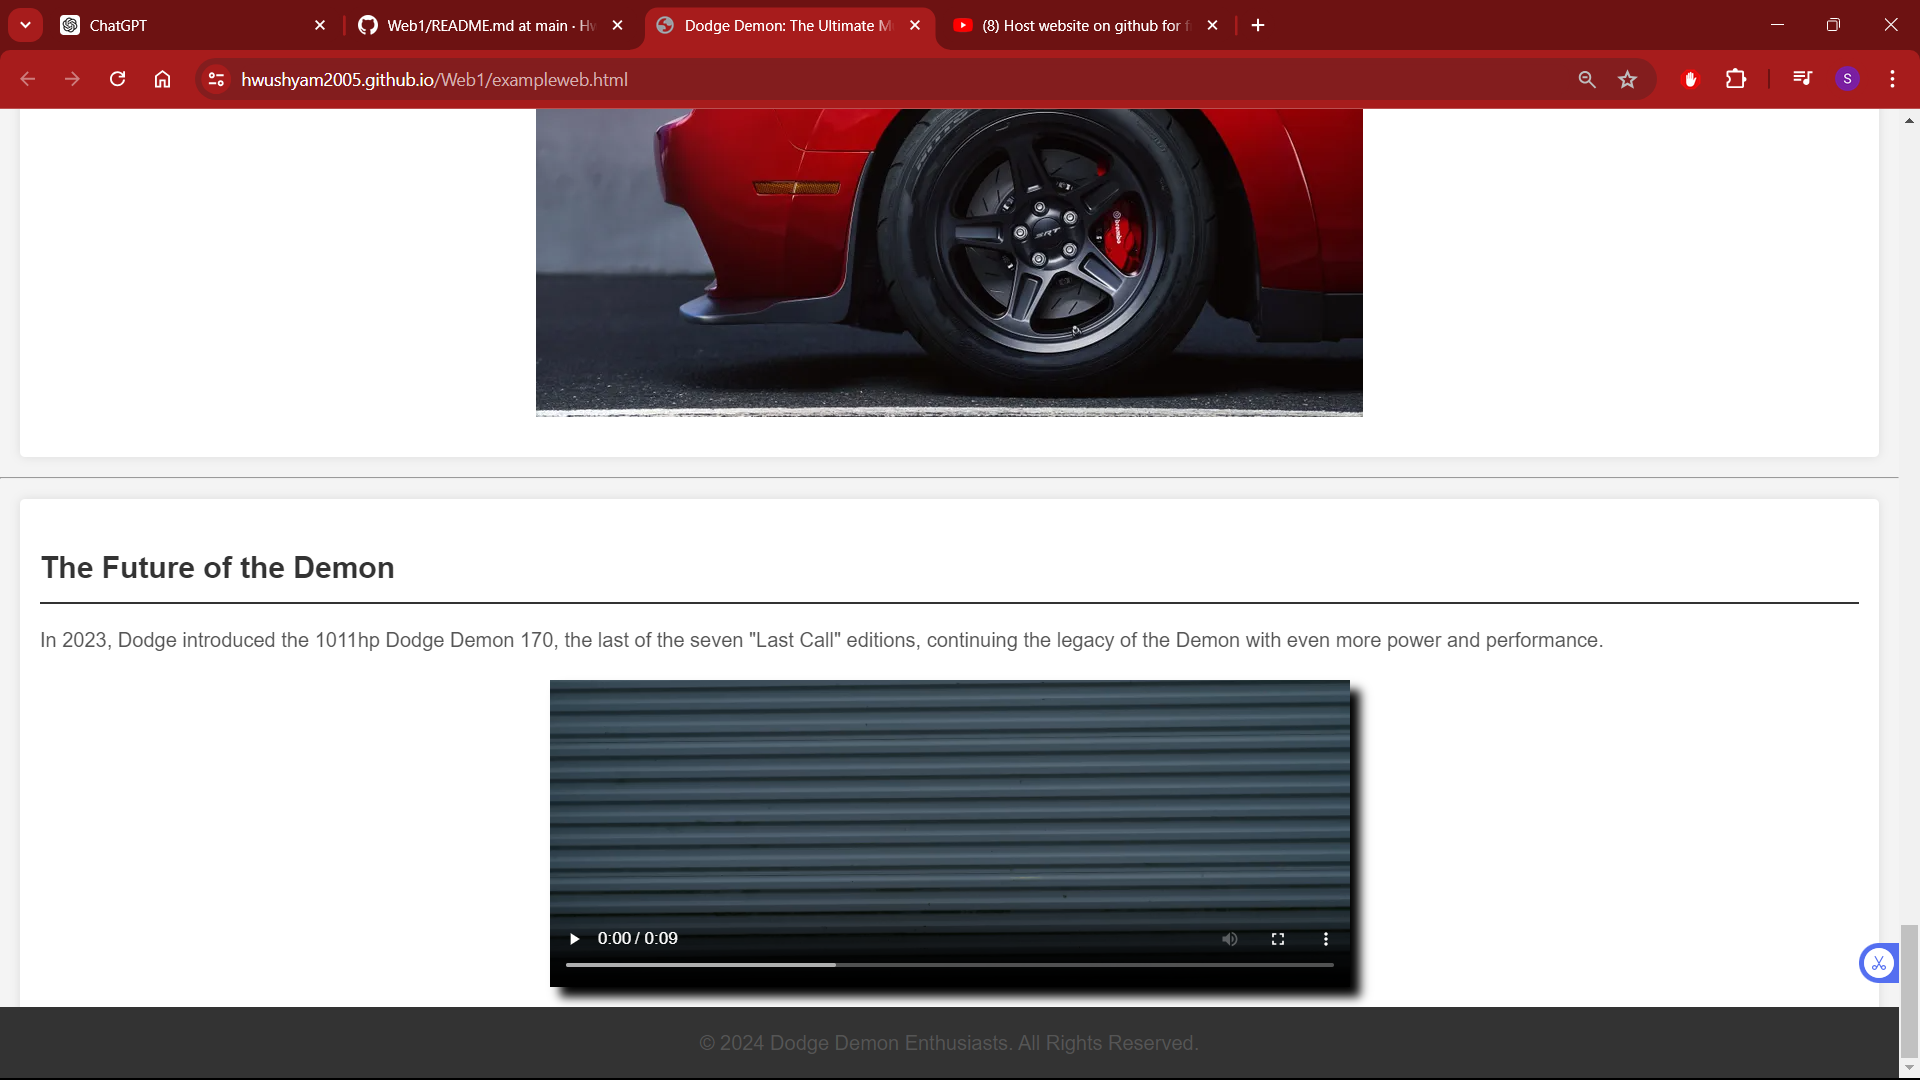 ChatGPT
Web1/README.md at main · Hw
Dodge Demon: The Ultimate M
(8) Host website on github for f
hwushyam2005.github.io/Web1/exampleweb.html
S
SRT
brembo
The Future of the Demon
In 2023, Dodge introduced the 1011hp Dodge Demon 170, the last of the seven "Last Call" editions, continuing the legacy of the Demon with even more power and performance.
0:00 / 0:09
© 2024 Dodge Demon Enthusiasts. All Rights Reserved.